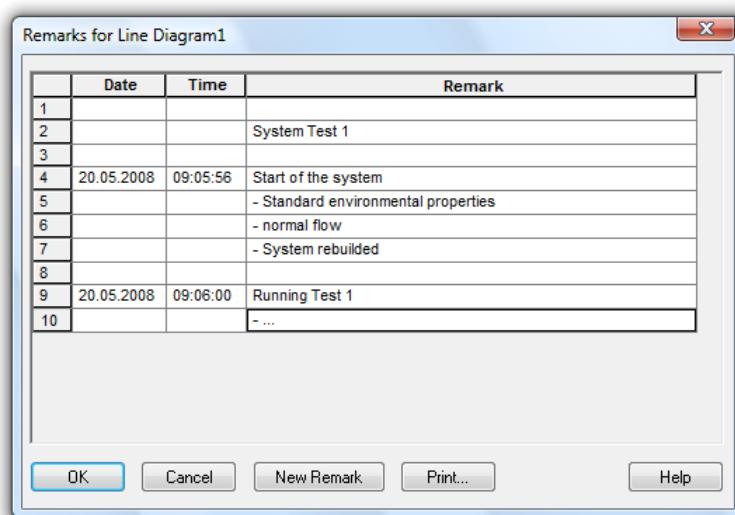 Remarks for Line Diagram1
Date Time Remark
1
2 System Test 1
3
4 20.05.2008 09:05:56 Start of the system
5 - Standard environmental properties
6 - normal flow
7 - System rebuilded
8
9 20.05.2008 09:06:00 Running Test 1
10 - ...
OK Cancel New Remark Print... Help